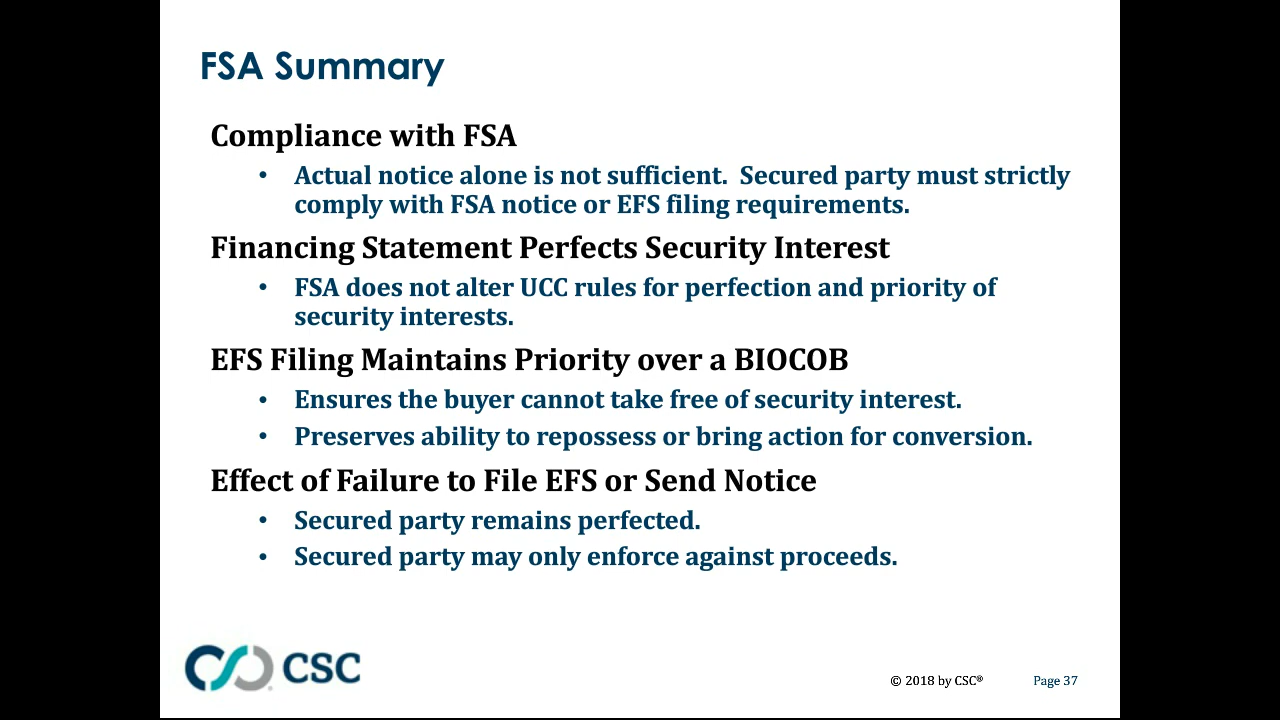 FSA Summary
Compliance with FSA
• Actual notice alone is not sufficient.  Secured party must strictly
comply with FSA notice or EFS filing requirements.
Financing Statement Perfects Security Interest
• FSA does not alter UCC rules for perfection and priority of
security interests.
EFS Filing Maintains Priority over a BIOCOB
• Ensures the buyer cannot take free of security interest.
• Preserves ability to repossess or bring action for conversion.
Effect of Failure to File EFS or Send Notice
• Secured party remains perfected.
• Secured party may only enforce against proceeds.
CSC
© 2018 by CSC® Page 37